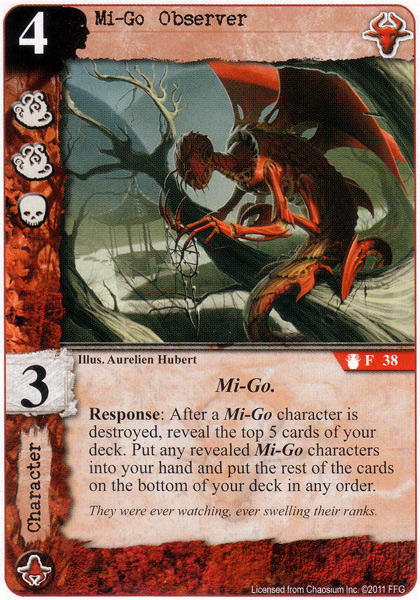 4
Mi-Go Observer
Illus. Aurelien Hubert
F 38
3
Mi-Go.
Response: After a Mi-Go character is
destroyed, reveal the top 5 cards of your
deck. Put any revealed Mi-Go characters
into your hand and put the rest of the cards
on the bottom of your deck in any order.
They were ever watching, ever swelling their ranks.
Character
Licensed from Chaosium Inc. ©2011 FFG